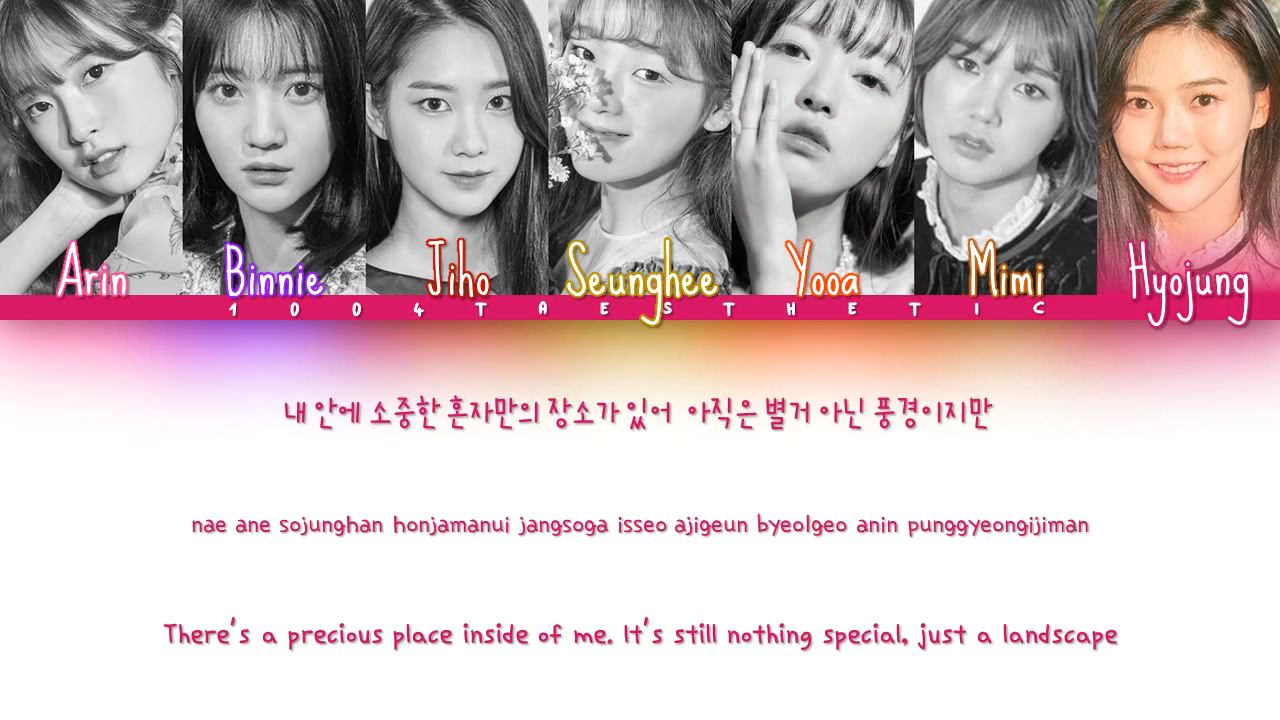 Arin Binnie Jiho Seunghee Yooa Mimi Hyojung
1 0 0 4 T A E S T H E T I C
내 안에 소중한 혼자만의 장소가 있어 아직은 별거 아닌 풍경이지만
nae ane sojunghan honjamanui jangsoga isseo ajigeun byeolgeo anin punggyeongijiman
There's a precious place inside of me. It's still nothing special, just a landscape